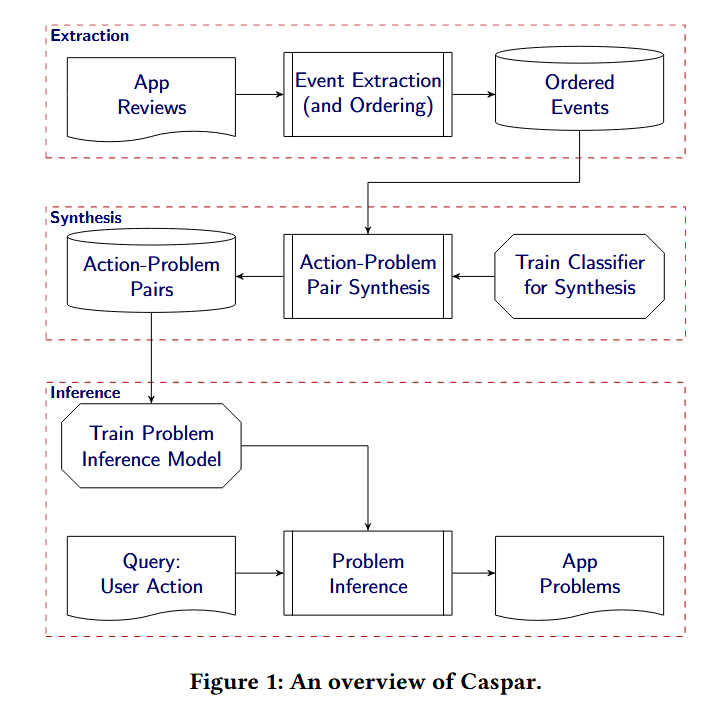 Extraction
App
Reviews
Event Extraction
(and Ordering)
Ordered
Events
Synthesis
Action-Problem
Pairs
Action-Problem
Pair Synthesis
Train Classifier
for Synthesis
Inference
Train Problem
Inference Model
Query:
User Action
Problem
Inference
App
Problems
Figure 1: An overview of Caspar.